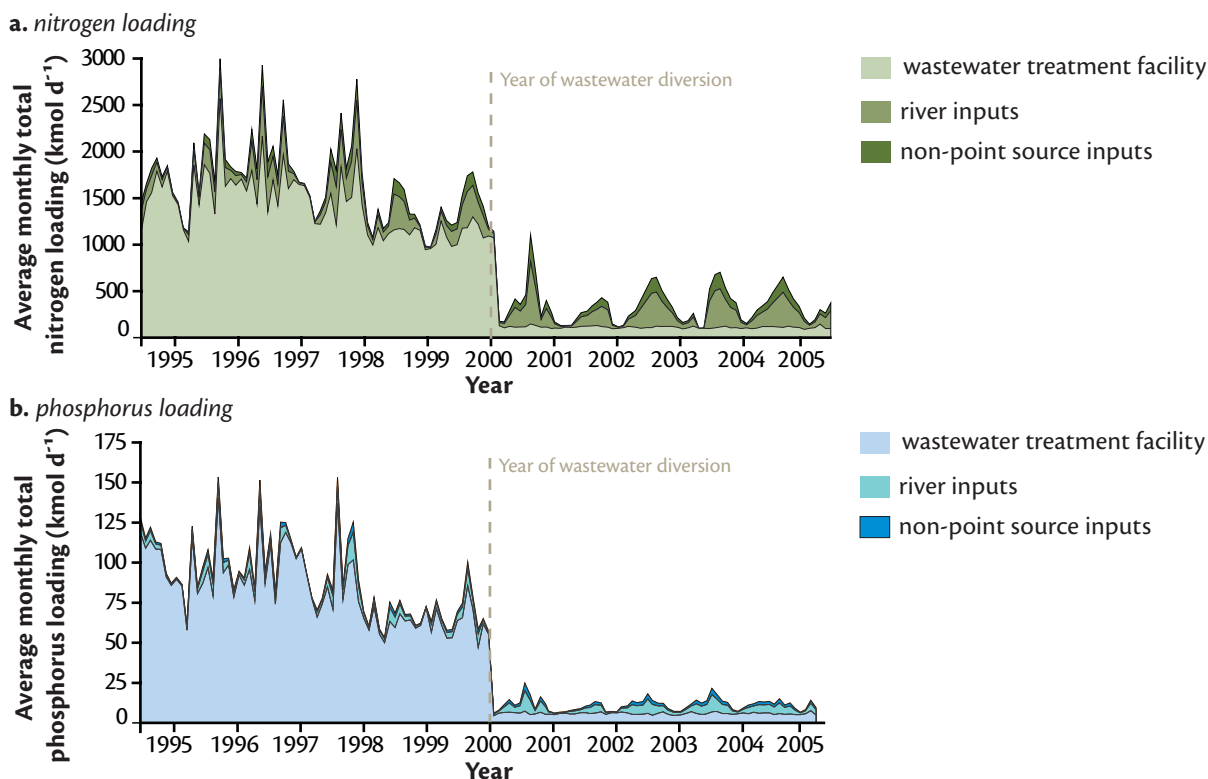 a. nitrogen loading
Average monthly total
nitrogen loading (kmol d⁻¹)
3000
2500
2000
1500
1000
500
0
Year of wastewater diversion
wastewater treatment facility
river inputs
non-point source inputs
1995 1996 1997 1998 1999 2000 2001 2002 2003 2004 2005
Year
b. phosphorus loading
Average monthly total
phosphorus loading (kmol d⁻¹)
175
150
125
100
75
50
25
0
Year of wastewater diversion
wastewater treatment facility
river inputs
non-point source inputs
1995 1996 1997 1998 1999 2000 2001 2002 2003 2004 2005
Year